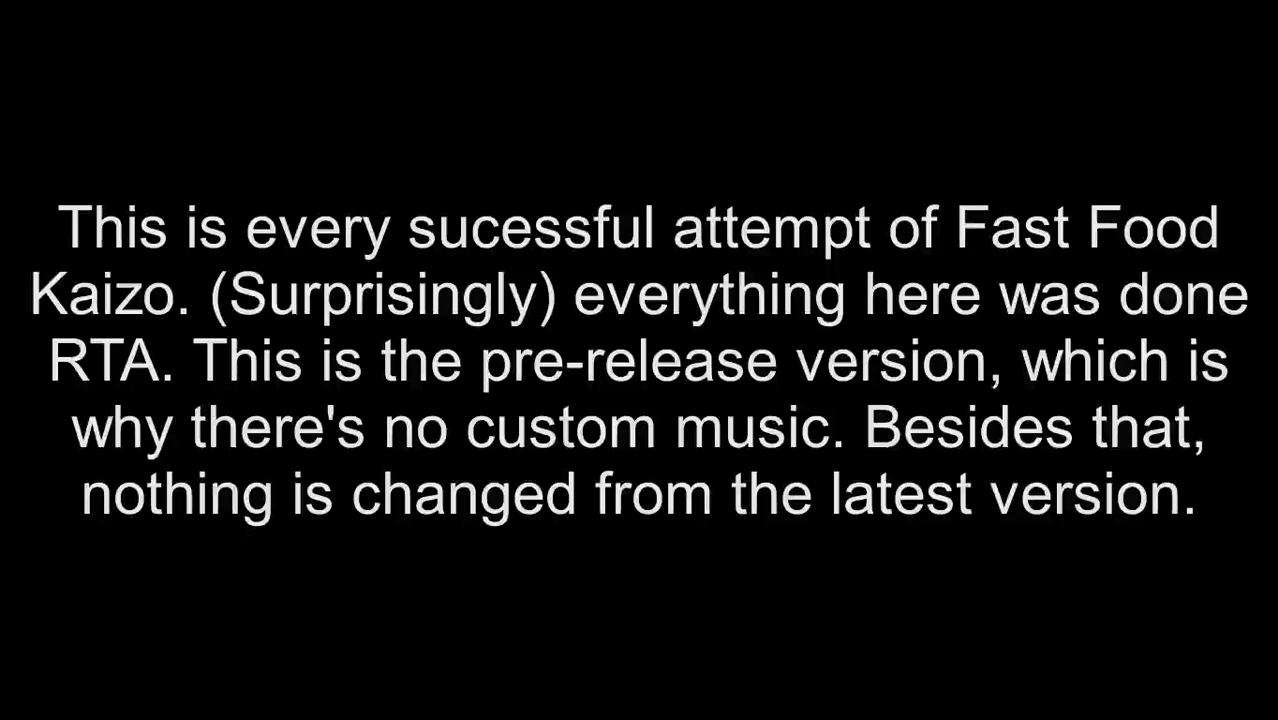 This is every sucessful attempt of Fast Food
Kaizo. (Surprisingly) everything here was done
RTA. This is the pre-release version, which is
why there's no custom music. Besides that,
nothing is changed from the latest version.